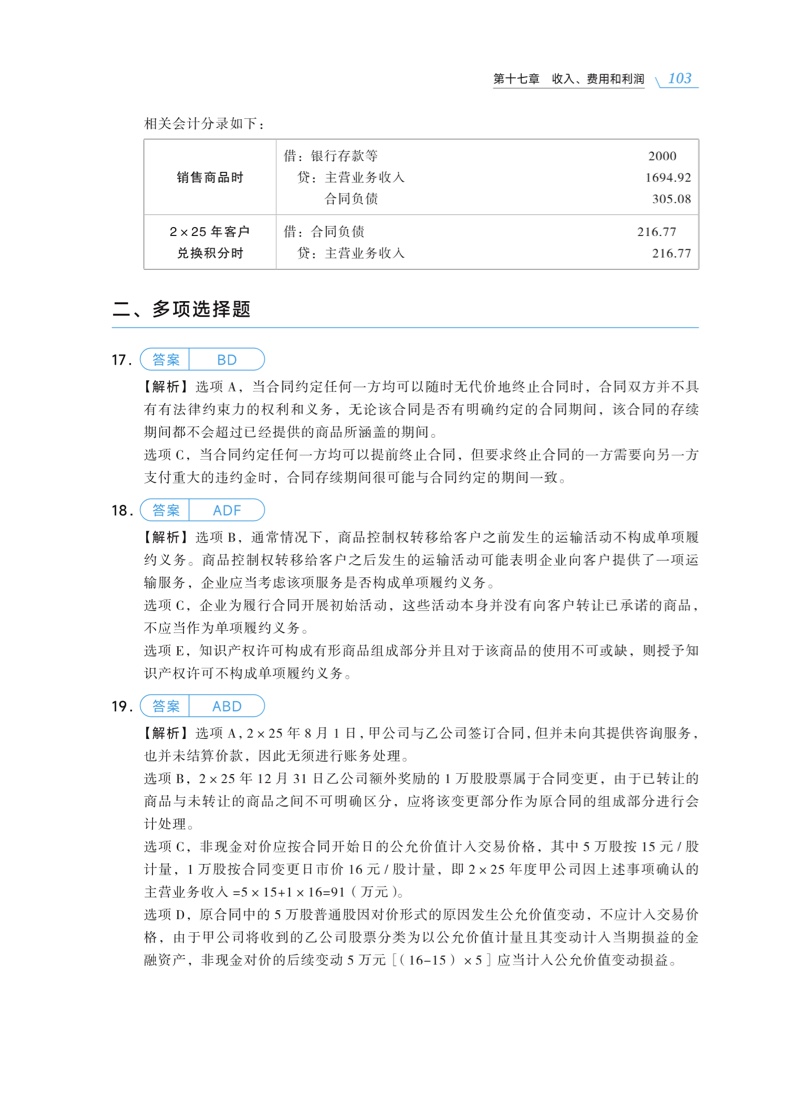 第十七章 收入、费用和利润 103
相关会计分录如下：
销售商品时
借：银行存款等 2000
贷：主营业务收入 1694.92
合同负债 305.08
2×25 年客户
兑换积分时
借：合同负债 216.77
贷：主营业务收入 216.77
二、多项选择题
17. 答案 BD
【解析】选项 A，当合同约定任何一方均可以随时无代价地终止合同时，合同双方并不具
有有法律约束力的权利和义务，无论该合同是否有明确约定的合同期间，该合同的存续
期间都不会超过已经提供的商品所涵盖的期间。
选项 C，当合同约定任何一方均可以提前终止合同，但要求终止合同的一方需要向另一方
支付重大的违约金时，合同存续期间很可能与合同约定的期间一致。
18. 答案 ADF
【解析】选项 B，通常情况下，商品控制权转移给客户之前发生的运输活动不构成单项履
约义务。商品控制权转移给客户之后发生的运输活动可能表明企业向客户提供了一项运
输服务，企业应当考虑该项服务是否构成单项履约义务。
选项 C，企业为履行合同开展初始活动，这些活动本身并没有向客户转让已承诺的商品，
不应当作为单项履约义务。
选项 E，知识产权许可构成有形商品组成部分并且对于该商品的使用不可或缺，则授予知
识产权许可不构成单项履约义务。
19. 答案 ABD
【解析】选项 A，2×25 年 8 月 1 日，甲公司与乙公司签订合同，但并未向其提供咨询服务，
也并未结算价款，因此无须进行账务处理。
选项 B，2×25 年 12 月 31 日乙公司额外奖励的 1 万股股票属于合同变更，由于已转让的
商品与未转让的商品之间不可明确区分，应将该变更部分作为原合同的组成部分进行会
计处理。
选项 C，非现金对价应按合同开始日的公允价值计入交易价格，其中 5 万股按 15 元 / 股
计量，1 万股按合同变更日市价 16 元 / 股计量，即 2×25 年度甲公司因上述事项确认的
主营业务收入 =5×15+1×16=91（万元）。
选项 D，原合同中的 5 万股普通股因对价形式的原因发生公允价值变动，不应计入交易价
格，由于甲公司将收到的乙公司股票分类为以公允价值计量且其变动计入当期损益的金
融资产，非现金对价的后续变动 5 万元［（16-15）×5］应当计入公允价值变动损益。